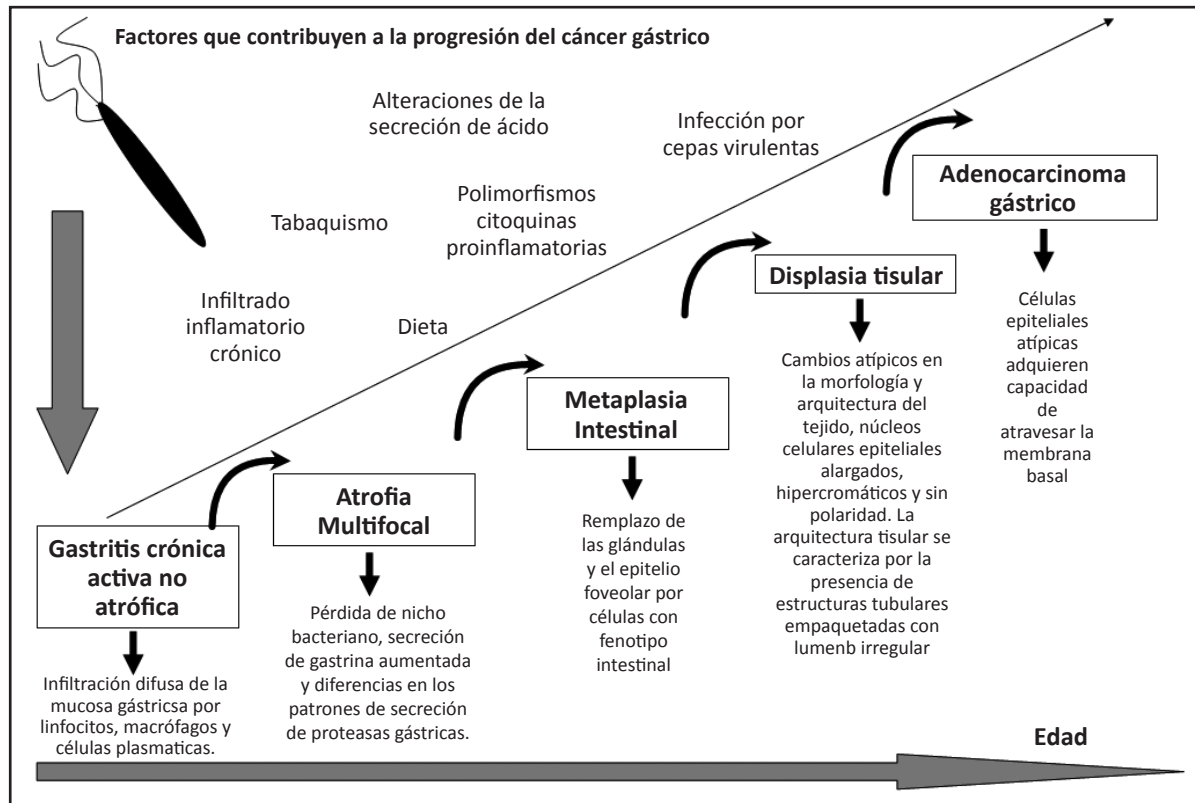 Factores que contribuyen a la progresión del cáncer gástrico
Alteraciones de la
secreción de ácido
Infección por
cepas virulentas
Tabaquismo
Polimorfismos
citoquinas
proinflamatorias
Infiltrado
inflamatorio
crónico
Dieta
Gastritis crónica
activa no
atrófica
Infiltración difusa de la
mucosa gástricsa por
linfocitos, macrófagos y
células plasmaticas.
Atrofia
Multifocal
Pérdida de nicho
bacteriano, secreción
de gastrina aumentada
y diferencias en los
patrones de secreción
de proteasas gástricas.
Metaplasia
Intestinal
Remplazo de
las glándulas
y el epitelio
foveolar por
células con
fenotipo
intestinal
Displasia tisular
Cambios atípicos en
la morfología y
arquitectura del
tejido, núcleos
celulares epiteliales
alargados,
hipercromáticos y sin
polaridad. La
arquitectura tisular se
caracteriza por la
presencia de
estructuras tubulares
empaquetadas con
lumenb irregular
Adenocarcinoma
gástrico
Células
epiteliales
atípicas
adquieren
capacidad
de
atravesar la
membrana
basal
Edad